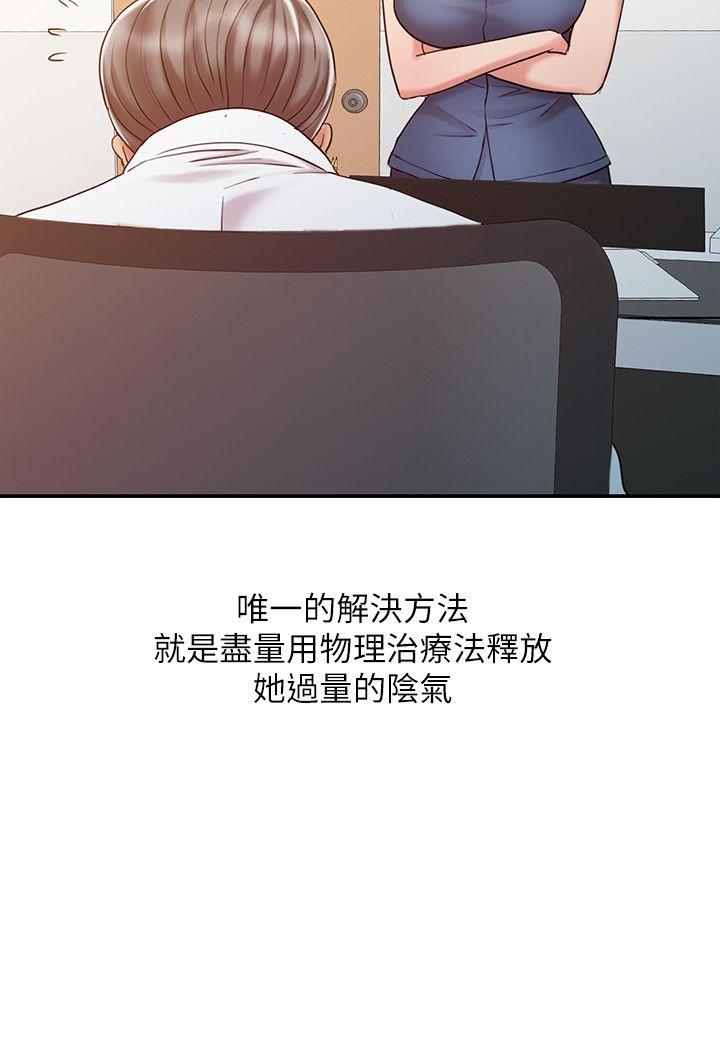 唯一的解決方法
就是盡量用物理治療法釋放
她過量的陰氣